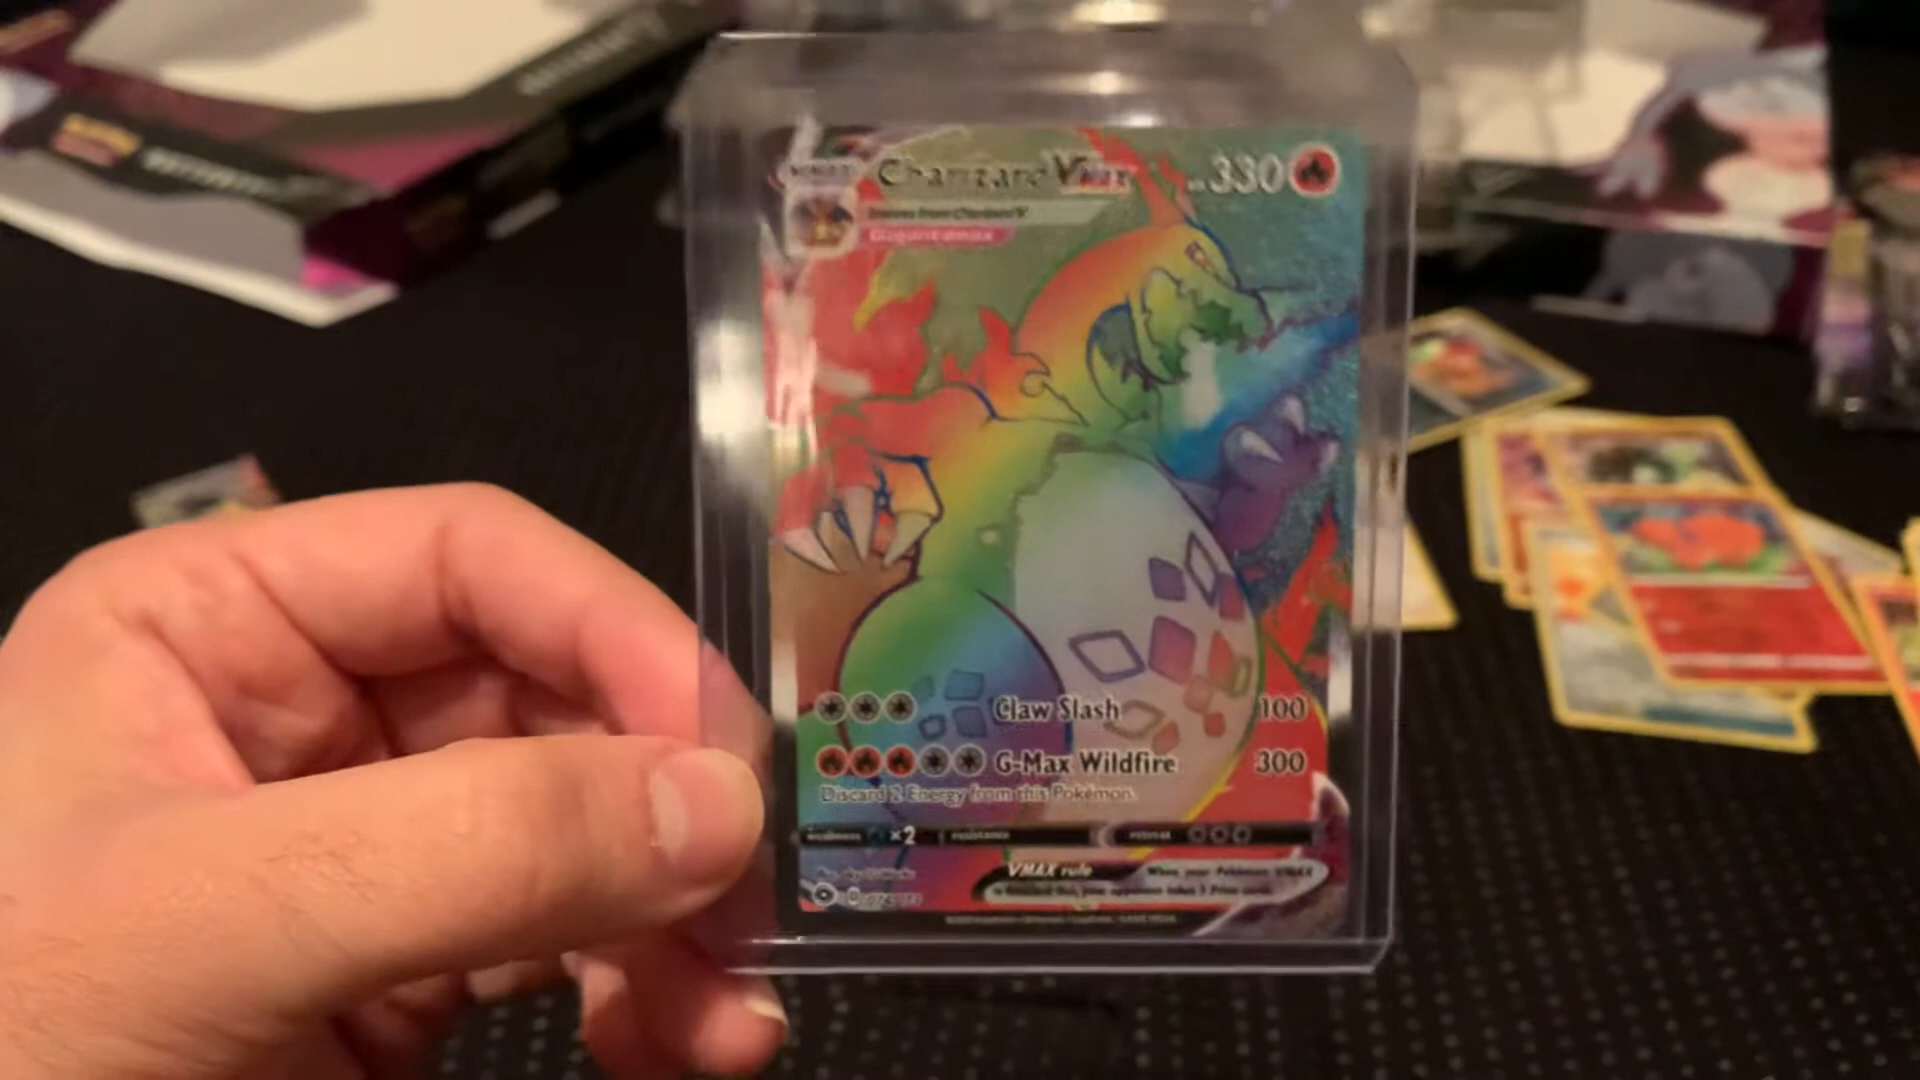 Charizard VMAX 330
Evolves from Charizard V
Gigantamax
Claw Slash 100
G-Max Wildfire 300
Discard 2 Energy from this Pokémon.
weakness ×2 resistance retreat
VMAX rule When your Pokémon VMAX
is Knocked Out, your opponent takes 3 Prize cards.